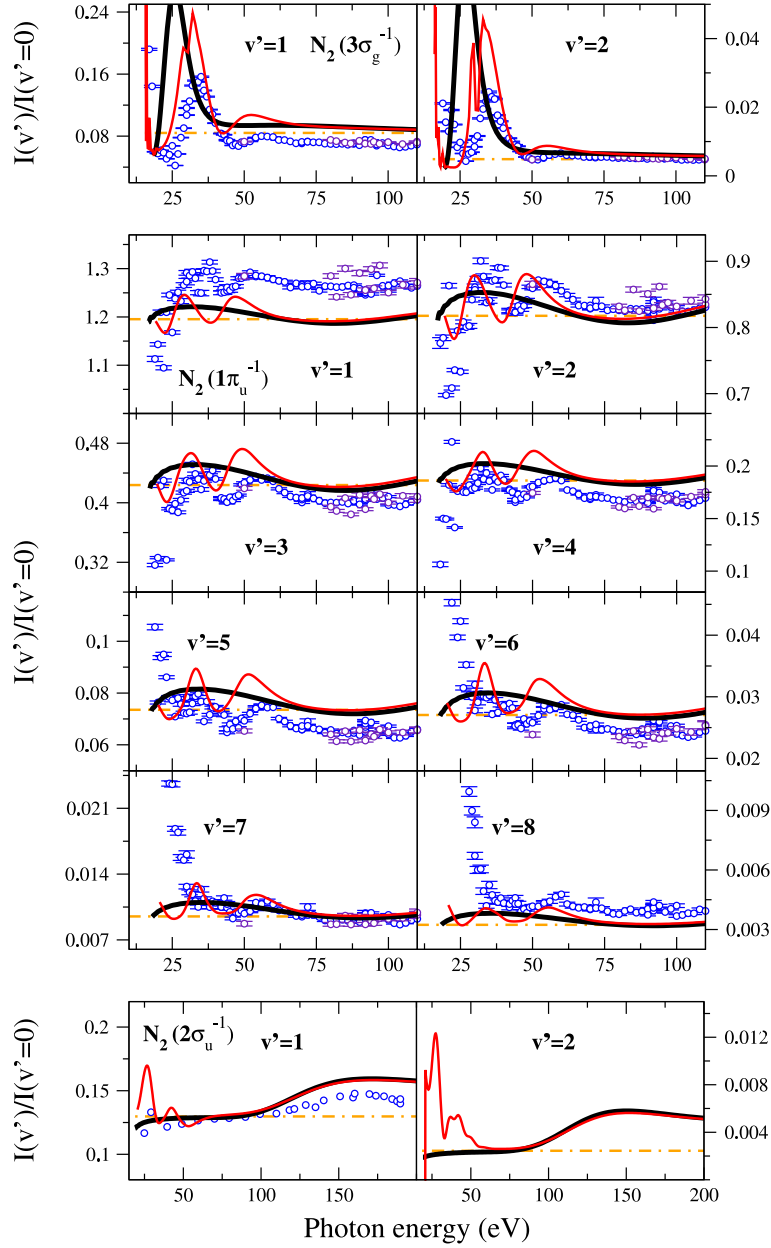 I(v')/I(v'=0)
0.24
0.16
0.08
v'=1 N₂(3σg⁻¹)
v'=2
0.04
0.02
0
25 50 75 100 25 50 75 100
1.3
1.2
1.1
N₂(1πu⁻¹)
v'=1
v'=2
0.9
0.8
0.7
0.48
0.4
0.32
v'=3
v'=4
0.2
0.15
0.1
I(v')/I(v'=0)
0.1
0.08
0.06
v'=5
v'=6
0.04
0.03
0.02
0.021
0.014
0.007
v'=7
v'=8
0.009
0.006
0.003
25 50 75 100 25 50 75 100
I(v')/I(v'=0)
0.2
0.15
0.1
N₂(2σu⁻¹)
v'=1
v'=2
0.012
0.008
0.004
50 100 150 50 100 150 200
Photon energy (eV)